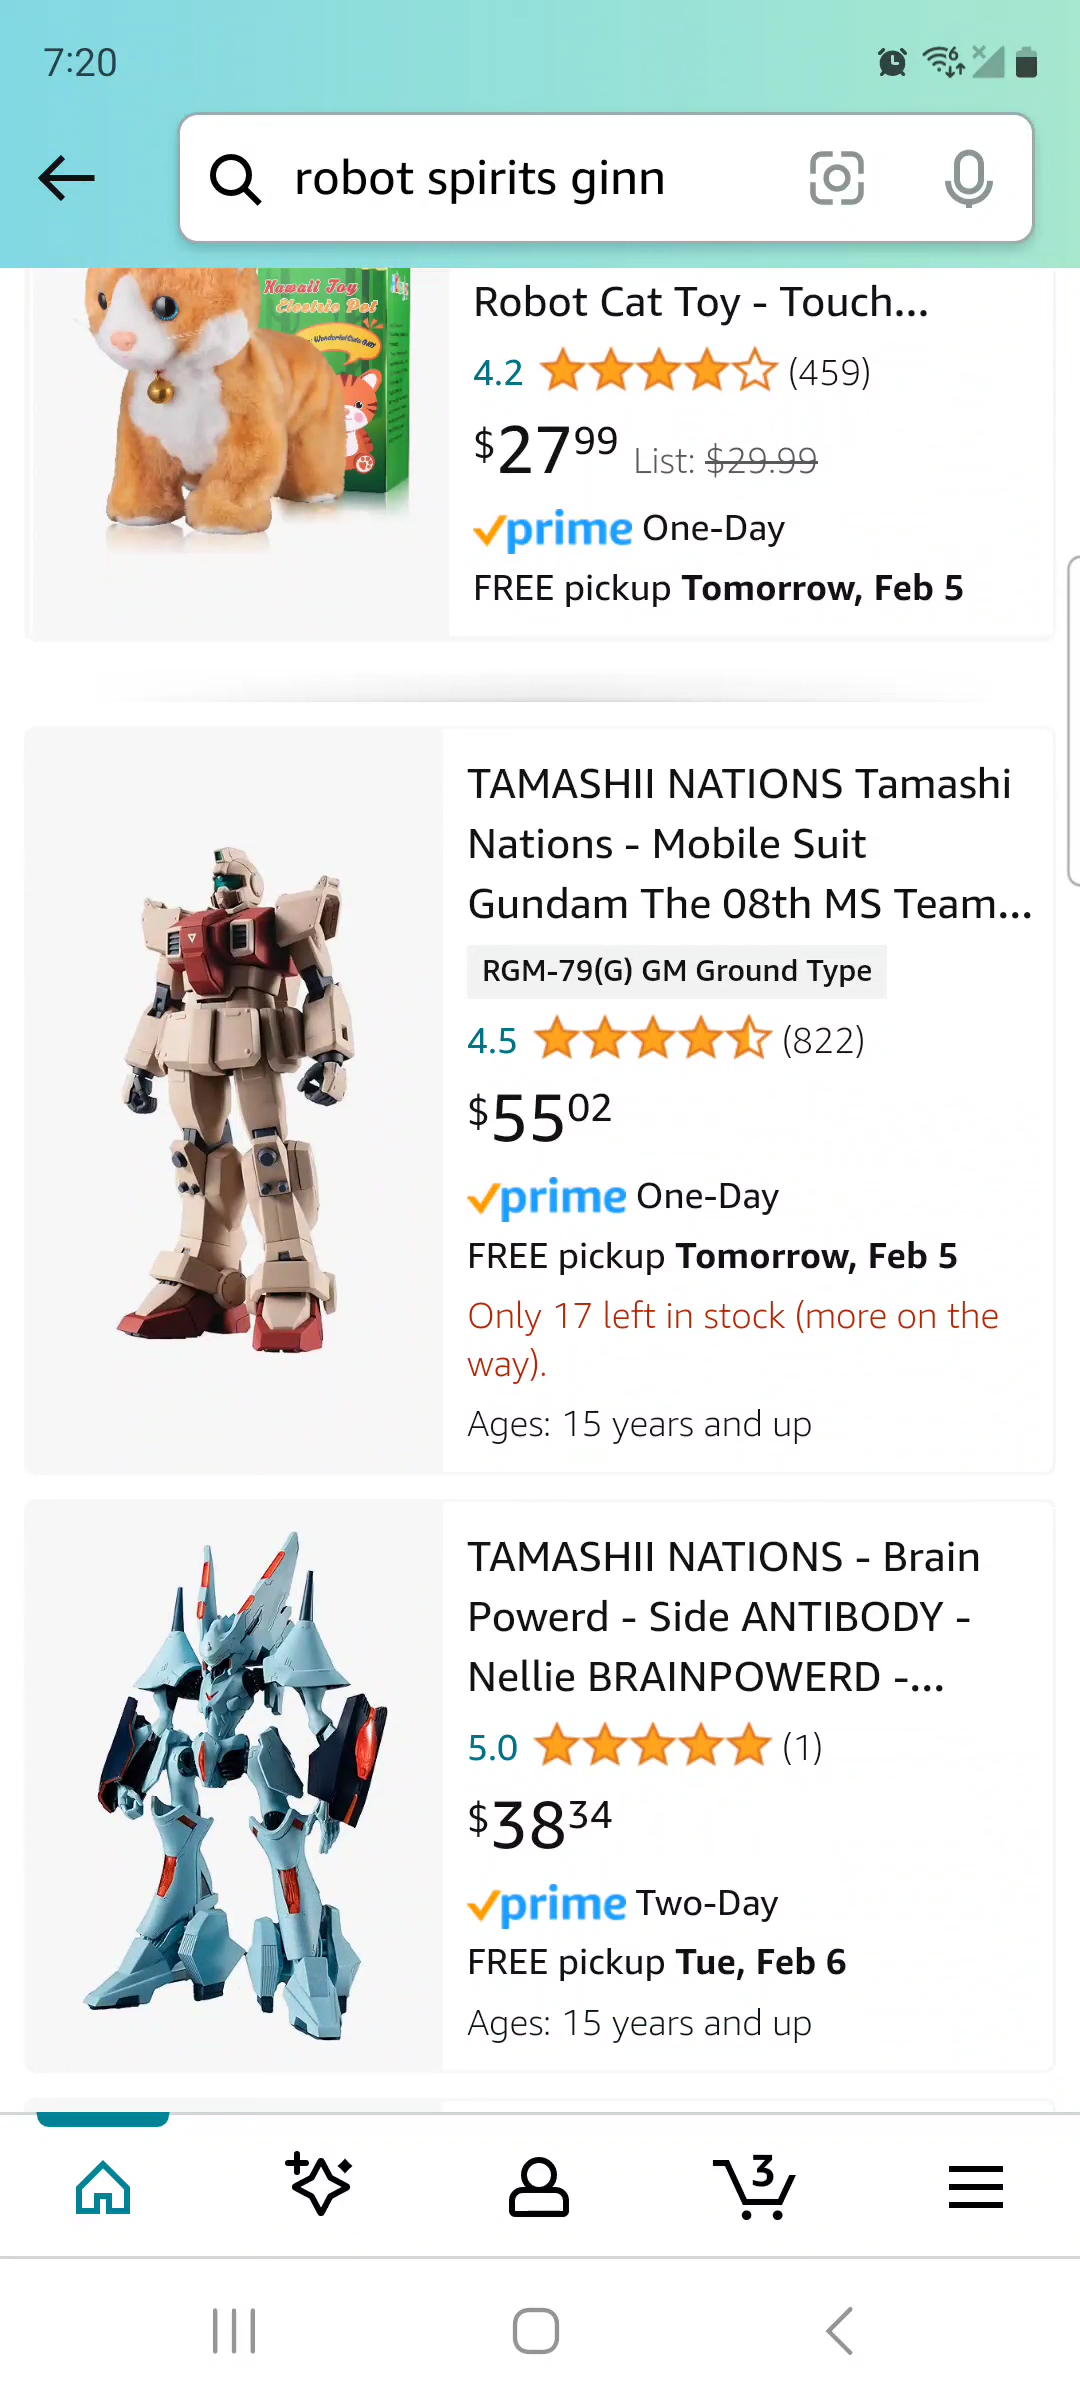 7:20
6
robot spirits ginn
Kawaii Toy
Electric Pet
Robot Cat Toy - Touch...
4.2 (459)
$27 99 List: $29.99
prime One-Day
FREE pickup Tomorrow, Feb 5
TAMASHII NATIONS Tamashi
Nations - Mobile Suit
Gundam The 08th MS Team...
RGM-79(G) GM Ground Type
4.5 (822)
$55 02
prime One-Day
FREE pickup Tomorrow, Feb 5
Only 17 left in stock (more on the
way).
Ages: 15 years and up
TAMASHII NATIONS - Brain
Powerd - Side ANTIBODY -
Nellie BRAINPOWERD -...
5.0 (1)
$38 34
prime Two-Day
FREE pickup Tue, Feb 6
Ages: 15 years and up
3